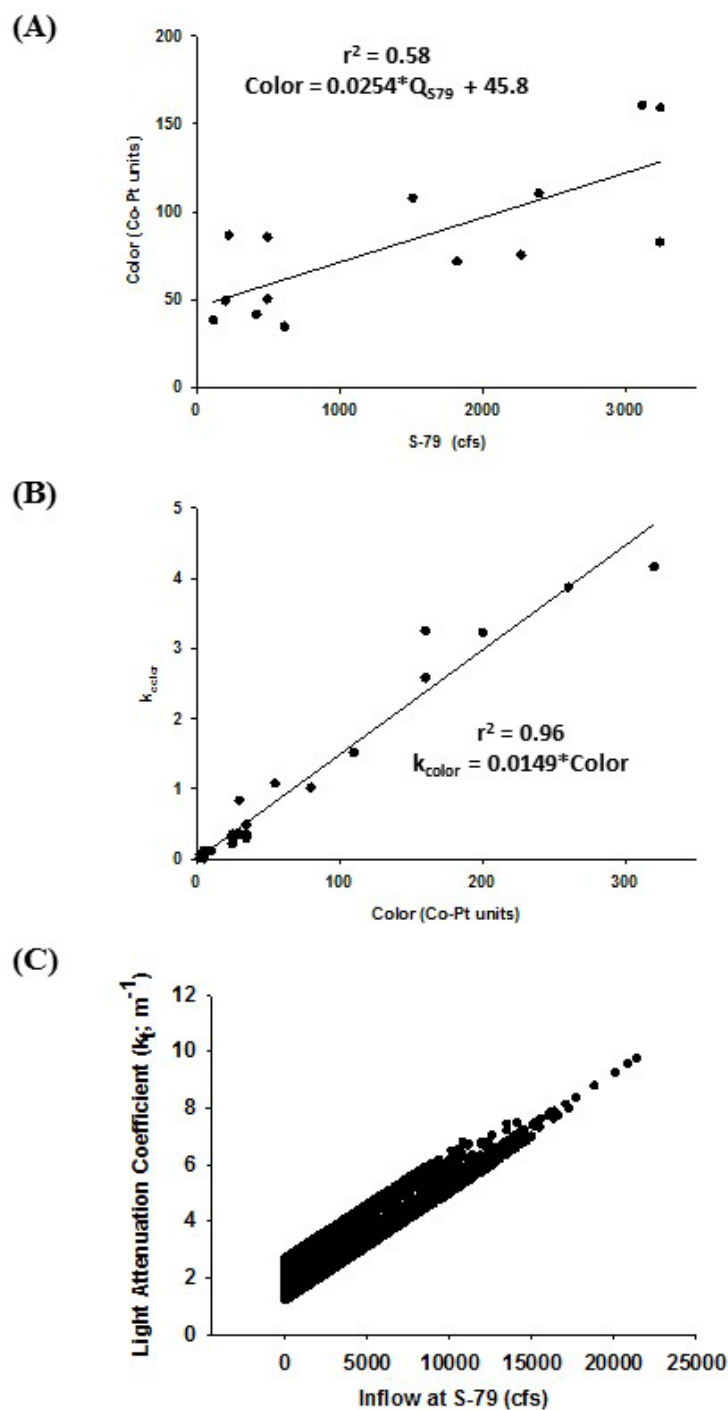 (A)
r² = 0.58
Color = 0.0254*Q_S79 + 45.8
200
150
100
50
0
Color (Co-Pt units)
0 1000 2000 3000
S-79 (cfs)
(B)
5
4
3
2
1
0
k_color
r² = 0.96
k_color = 0.0149*Color
0 100 200 300
Color (Co-Pt units)
(C)
12
10
8
6
4
2
0
Light Attenuation Coefficient (k_t; m⁻¹)
0 5000 10000 15000 20000 25000
Inflow at S-79 (cfs)